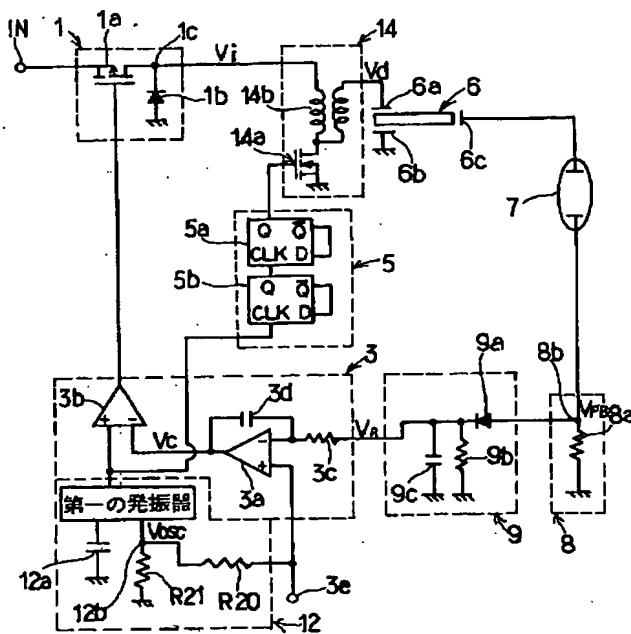 IN
1
1a
1c
Vi
14
Vd
6a
6
14b
1b
14a
6b
6c
7
5a
Q Q̄
CLK D
5b
Q Q̄
CLK D
5
3
3b
3d
9a
8b
VFB
8a
Vc
VR
3a
3c
9c
9b
第一の発振器
Vosc
12a
12b
R21
R20
3e
12
9
8